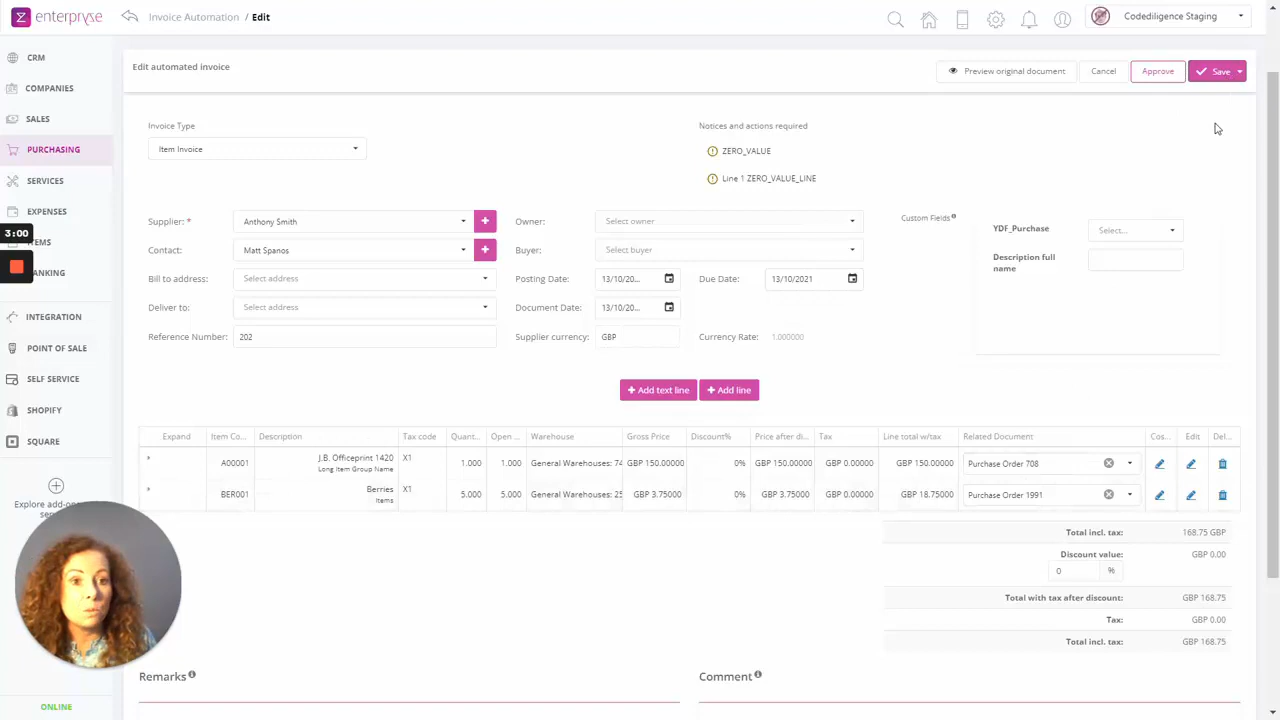 enterpryse
Invoice Automation / Edit
Codediligence Staging
CRM
COMPANIES
SALES
PURCHASING
SERVICES
EXPENSES
3:00
EMS
ANKING
INTEGRATION
POINT OF SALE
SELF SERVICE
SHOPIFY
SQUARE
Explore add-on
ser
ONLINE
Edit automated invoice
Preview original document
Cancel
Approve
Save
Invoice Type
Item Invoice
Notices and actions required
ZERO_VALUE
Line 1 ZERO_VALUE_LINE
Supplier: *
Anthony Smith
Contact:
Matt Spanos
Bill to address:
Select address
Deliver to:
Select address
Reference Number:
202
Owner:
Select owner
Buyer:
Select buyer
Posting Date:
13/10/20...
Due Date:
13/10/2021
Document Date:
13/10/20...
Supplier currency:
GBP
Currency Rate:
1.000000
Custom Fields
YDF_Purchase
Select...
Description full
name
+ Add text line
+ Add line
Expand Item Co... Description Tax code Quant... Open ... Warehouse Gross Price Discount% Price after di... Tax Line total w/tax Related Document Cos... Edit Del...
A00001 J.B. Officeprint 1420 X1 1.000 1.000 General Warehouses: 74 GBP 150.00000 0% GBP 150.00000 GBP 0.00000 GBP 150.00000 Purchase Order 708
Long Item Group Name
BER001 Berries X1 5.000 5.000 General Warehouses: 25 GBP 3.75000 0% GBP 3.75000 GBP 0.00000 GBP 18.75000 Purchase Order 1991
Items
Total incl. tax: 168.75 GBP
Discount value: GBP 0.00
0 %
Total with tax after discount: GBP 168.75
Tax: GBP 0.00
Total incl. tax: GBP 168.75
Remarks
Comment